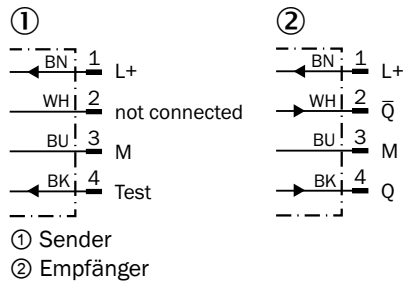 ① ②
BN 1 L+ BN 1 L+
WH 2 not connected WH 2 Q̅
BU 3 M BU 3 M
BK 4 Test BK 4 Q
① Sender
② Empfänger